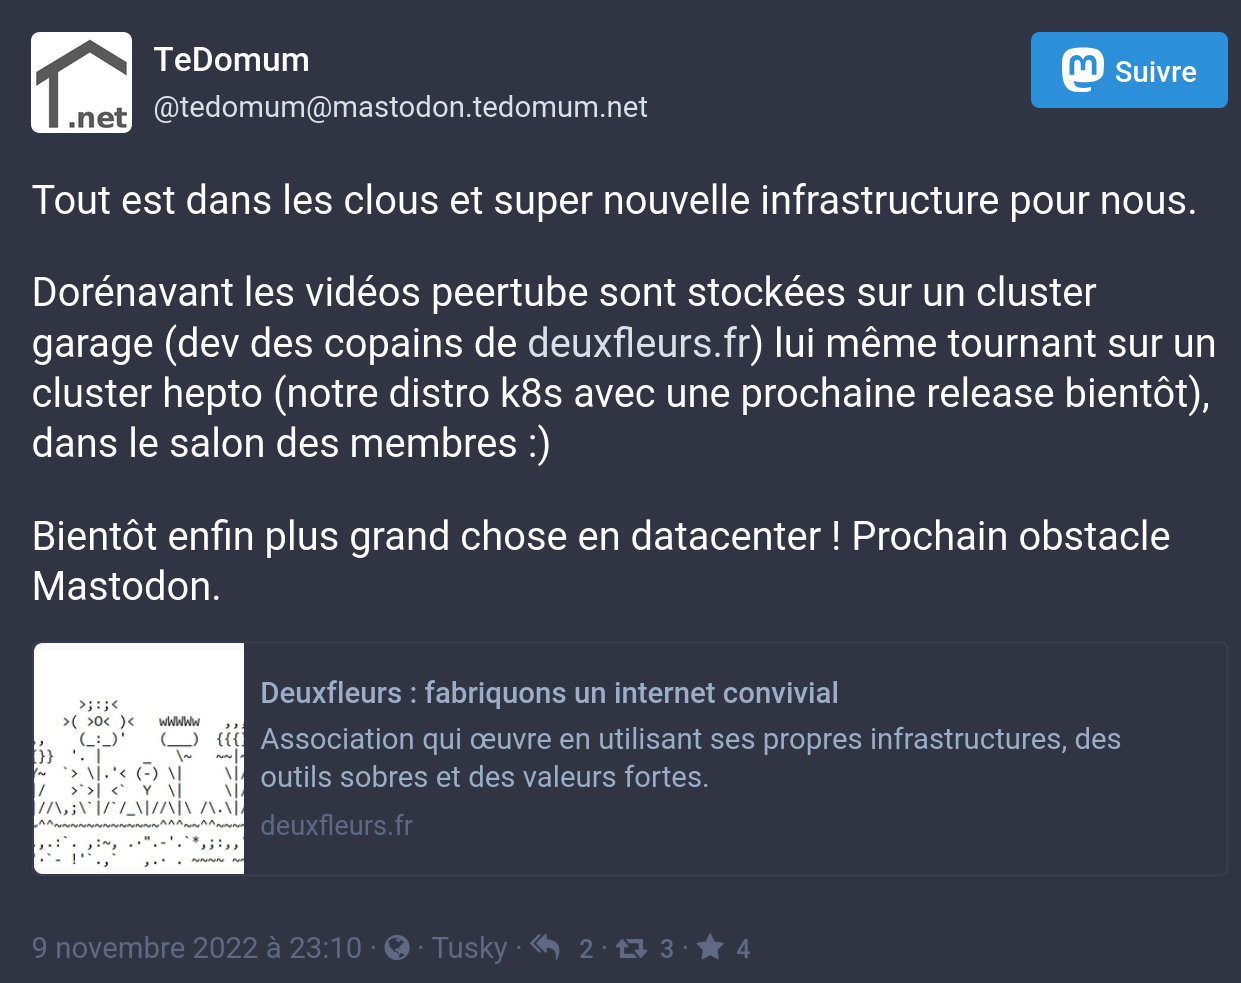 .net
TeDomum
@tedomum@mastodon.tedomum.net
Suivre
Tout est dans les clous et super nouvelle infrastructure pour nous.
Dorénavant les vidéos peertube sont stockées sur un cluster
garage (dev des copains de deuxfleurs.fr) lui même tournant sur un
cluster hepto (notre distro k8s avec une prochaine release bientôt),
dans le salon des membres :)
Bientôt enfin plus grand chose en datacenter ! Prochain obstacle
Mastodon.
Deuxfleurs : fabriquons un internet convivial
Association qui œuvre en utilisant ses propres infrastructures, des
outils sobres et des valeurs fortes.
deuxfleurs.fr
9 novembre 2022 à 23:10 · · Tusky · 2 · 3 · 4